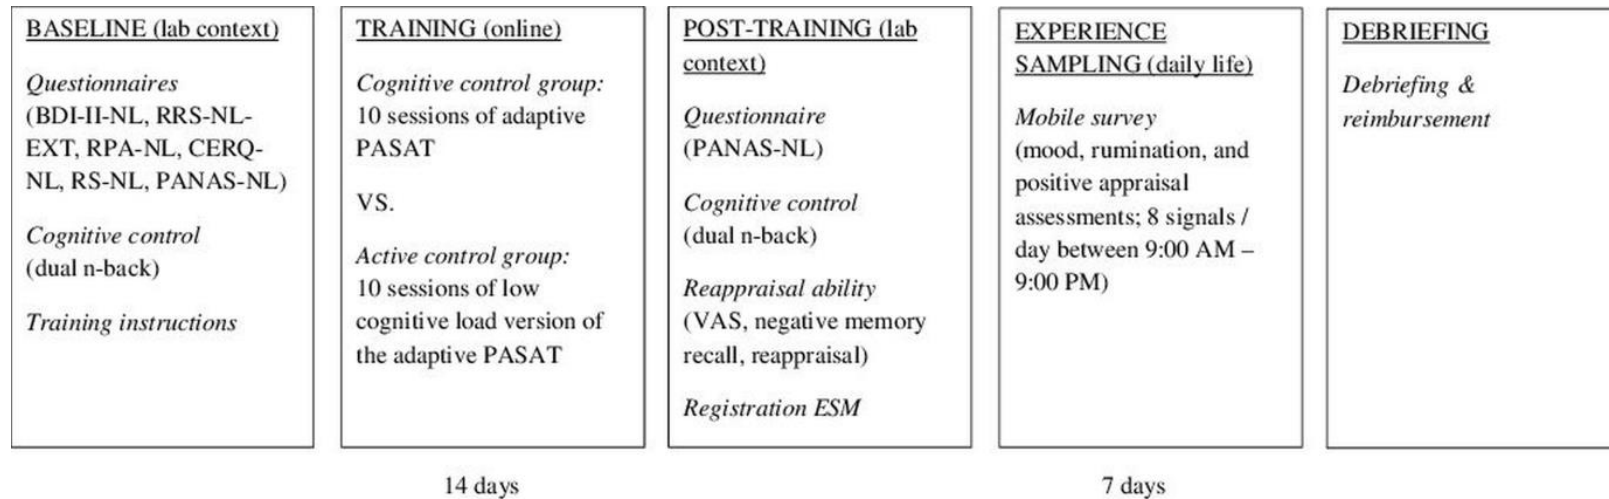 BASELINE (lab context)
Questionnaires
(BDI-II-NL, RRS-NL-
EXT, RPA-NL, CERQ-
NL, RS-NL, PANAS-NL)
Cognitive control
(dual n-back)
Training instructions
TRAINING (online)
Cognitive control group:
10 sessions of adaptive
PASAT
VS.
Active control group:
10 sessions of low
cognitive load version of
the adaptive PASAT
POST-TRAINING (lab
context)
Questionnaire
(PANAS-NL)
Cognitive control
(dual n-back)
Reappraisal ability
(VAS, negative memory
recall, reappraisal)
Registration ESM
EXPERIENCE
SAMPLING (daily life)
Mobile survey
(mood, rumination, and
positive appraisal
assessments; 8 signals /
day between 9:00 AM –
9:00 PM)
DEBRIEFING
Debriefing &
reimbursement
14 days
7 days